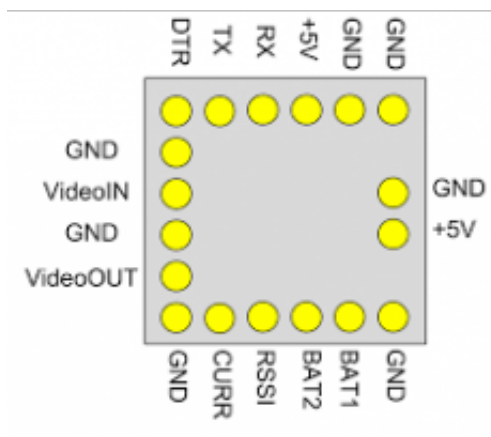 DTR TX RX +5V GND GND
GND
VideoIN GND
GND +5V
VideoOUT
GND CURR RSSI BAT2 BAT1 GND